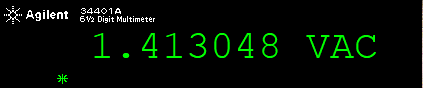 Agilent 34401A
6½ Digit Multimeter
1.413048 VAC
*